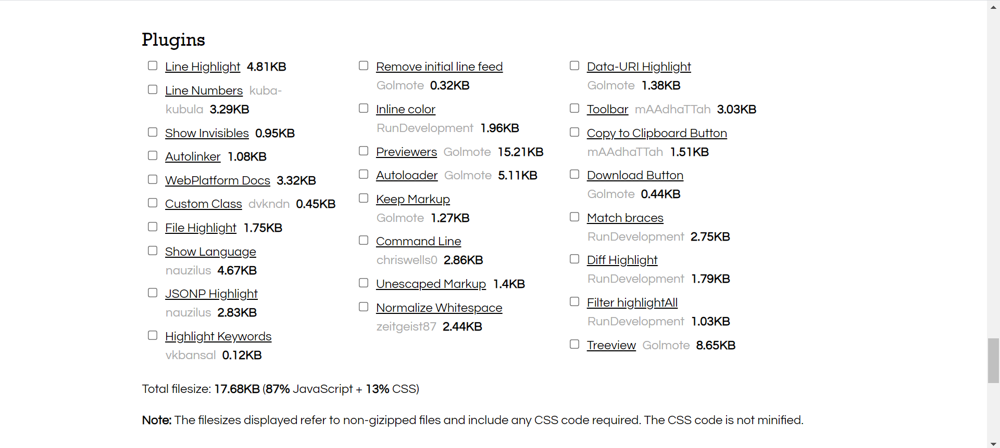 Plugins
Line Highlight 4.81KB
Line Numbers kuba-
kubula 3.29KB
Show Invisibles 0.95KB
Autolinker 1.08KB
WebPlatform Docs 3.32KB
Custom Class dvkndn 0.45KB
File Highlight 1.75KB
Show Language
nauzilus 4.67KB
JSONP Highlight
nauzilus 2.83KB
Highlight Keywords
vkbansal 0.12KB
Remove initial line feed
Golmote 0.32KB
Inline color
RunDevelopment 1.96KB
Previewers Golmote 15.21KB
Autoloader Golmote 5.11KB
Keep Markup
Golmote 1.27KB
Command Line
chriswells0 2.86KB
Unescaped Markup 1.4KB
Normalize Whitespace
zeitgeist87 2.44KB
Data-URI Highlight
Golmote 1.38KB
Toolbar mAAdhaTTah 3.03KB
Copy to Clipboard Button
mAAdhaTTah 1.51KB
Download Button
Golmote 0.44KB
Match braces
RunDevelopment 2.75KB
Diff Highlight
RunDevelopment 1.79KB
Filter highlightAll
RunDevelopment 1.03KB
Treeview Golmote 8.65KB
Total filesize: 17.68KB (87% JavaScript + 13% CSS)
Note: The filesizes displayed refer to non-gizipped files and include any CSS code required. The CSS code is not minified.